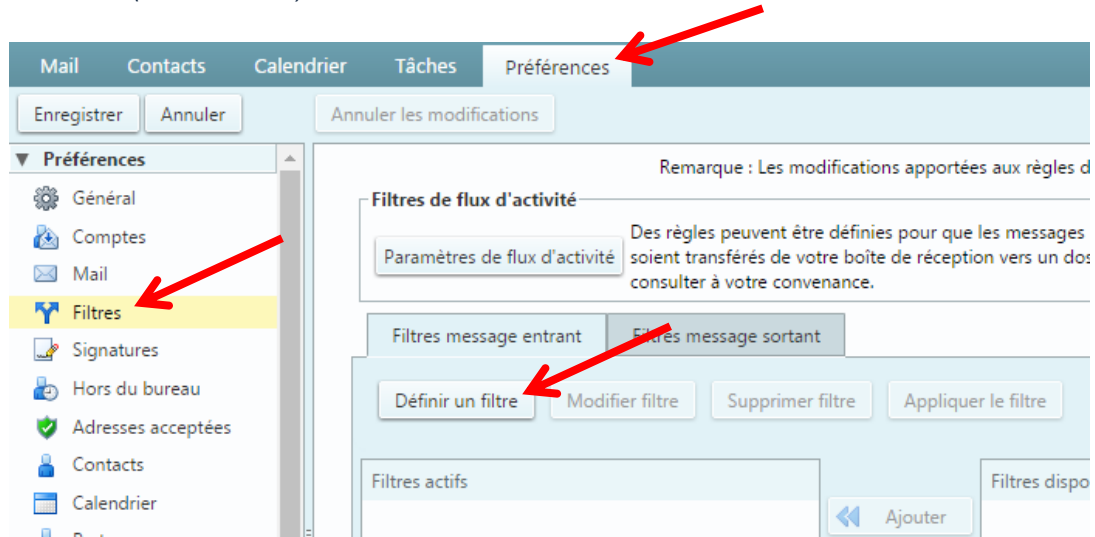 Mail Contacts Calendrier Tâches Préférences
Enregistrer Annuler Annuler les modifications
Préférences
Général
Comptes
Mail
Filtres
Signatures
Hors du bureau
Adresses acceptées
Contacts
Calendrier
Remarque : Les modifications apportées aux règles d
Filtres de flux d'activité
Paramètres de flux d'activité
Des règles peuvent être définies pour que les messages
soient transférés de votre boîte de réception vers un dos
consulter à votre convenance.
Filtres message entrant Filtres message sortant
Définir un filtre Modifier filtre Supprimer filtre Appliquer le filtre
Filtres actifs Filtres dispo
Ajouter